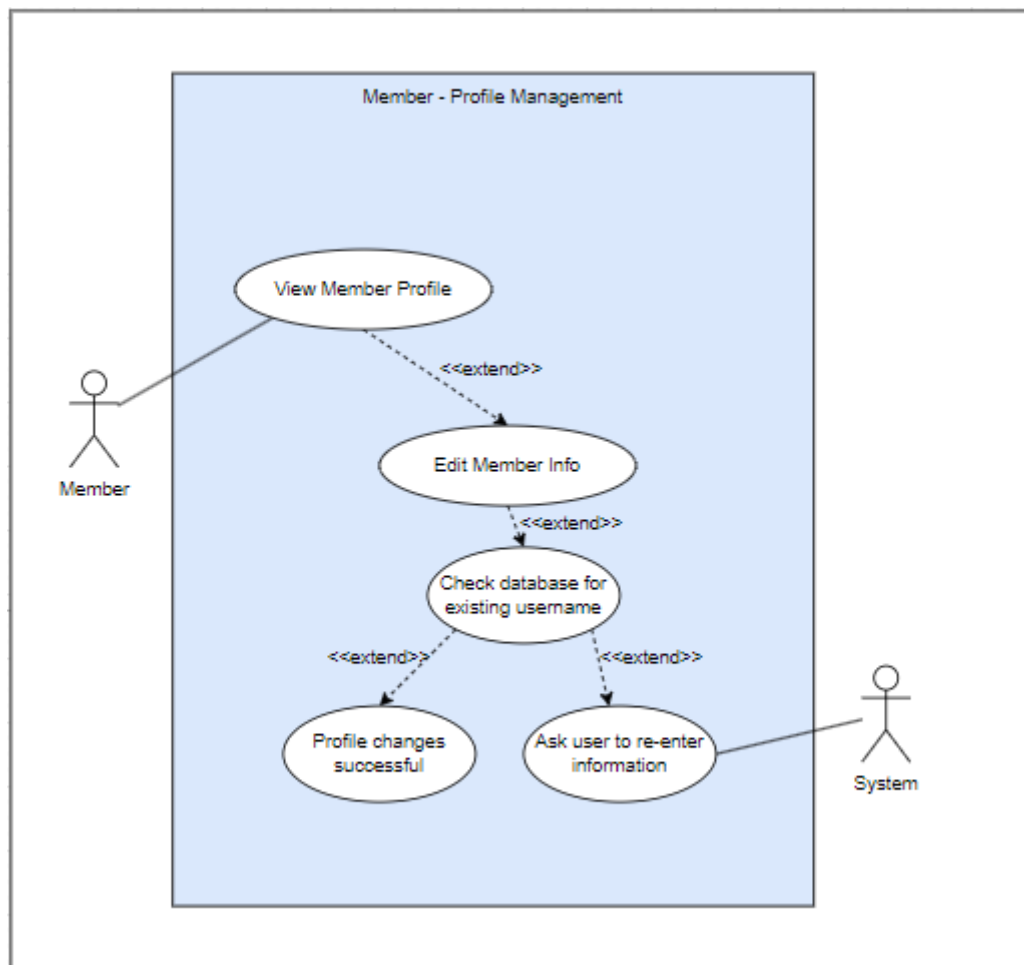 Member - Profile Management
View Member Profile
<<extend>>
Member
Edit Member Info
<<extend>>
Check database for
existing username
<<extend>>
<<extend>>
Profile changes
successful
Ask user to re-enter
information
System